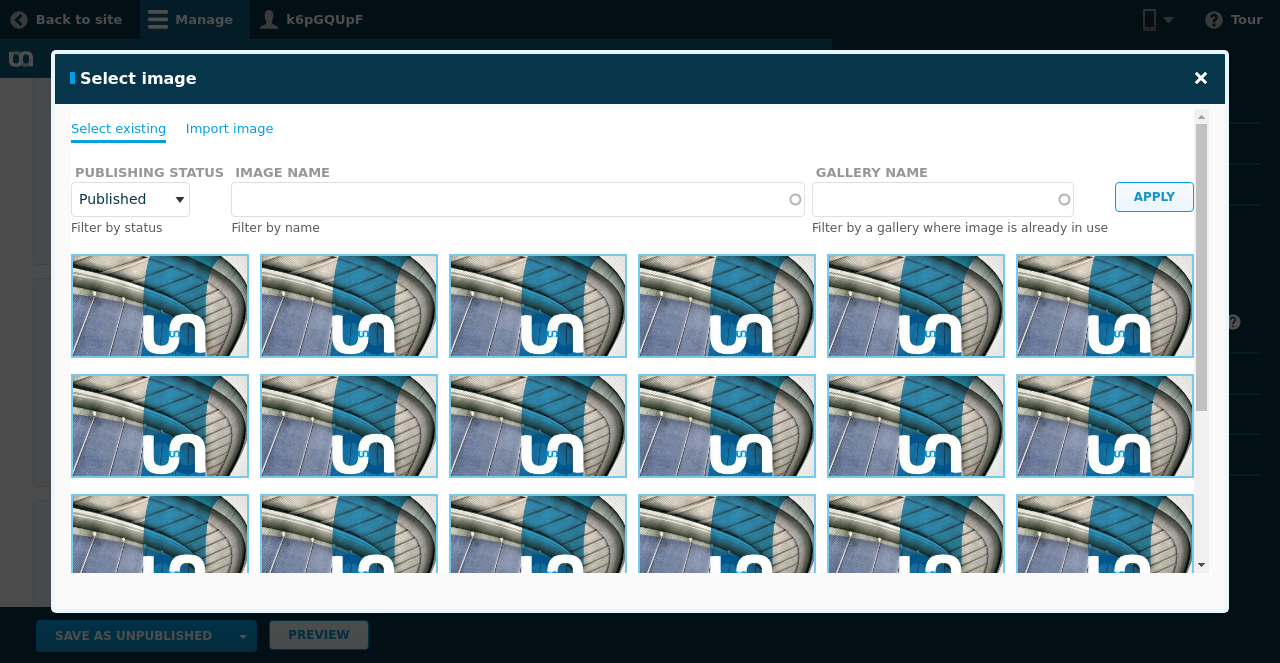 Back to site
Manage
k6pGQUpF
Tour
Select image
Select existing
Import image
PUBLISHING STATUS
IMAGE NAME
GALLERY NAME
Published
APPLY
Filter by status
Filter by name
Filter by a gallery where image is already in use
SAVE AS UNPUBLISHED
PREVIEW